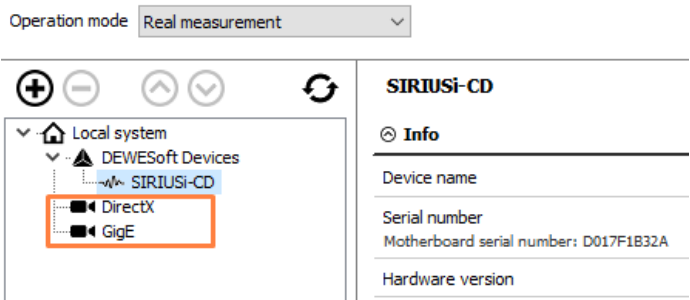 Operation mode Real measurement
SIRIUSi-CD
Local system
Info
DEWESoft Devices
SIRIUSi-CD
Device name
DirectX
Serial number
GigE
Motherboard serial number: D017F1B32A
Hardware version